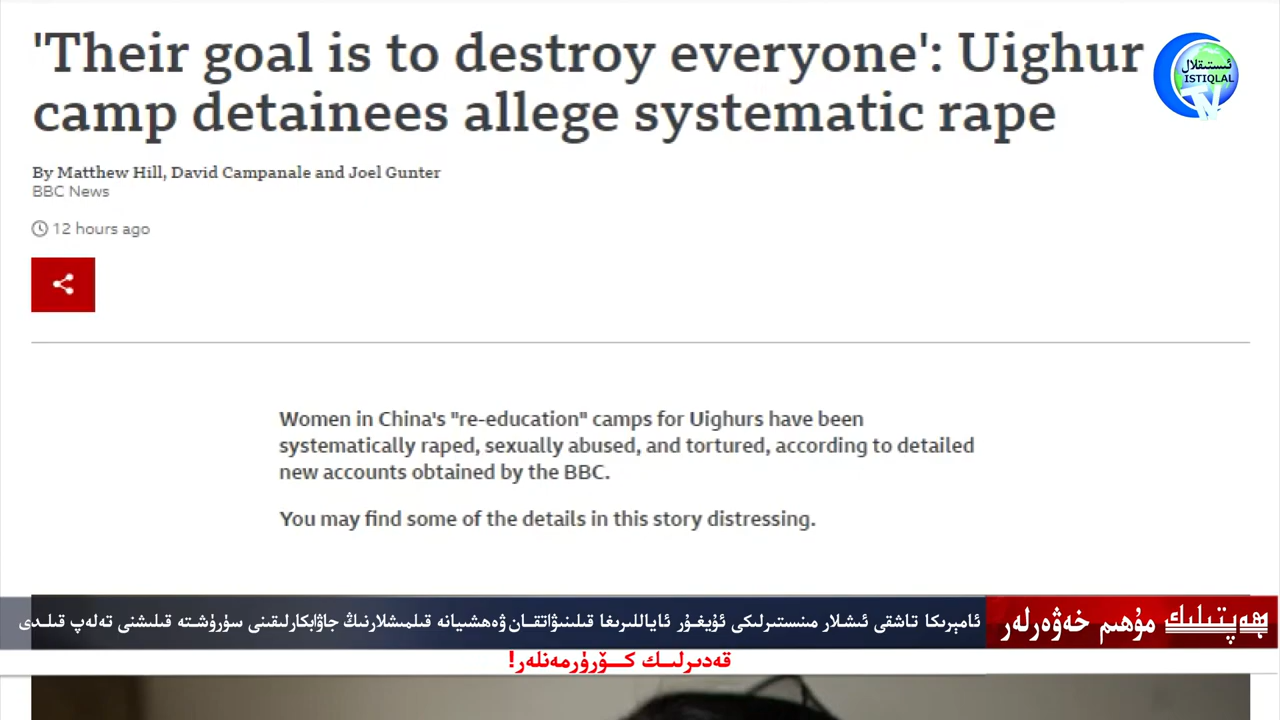 'Their goal is to destroy everyone': Uighur
camp detainees allege systematic rape
ئىستىقلال
ISTIQLAL
TV
By Matthew Hill, David Campanale and Joel Gunter
BBC News
12 hours ago
Women in China's "re-education" camps for Uighurs have been
systematically raped, sexually abused, and tortured, according to detailed
new accounts obtained by the BBC.
You may find some of the details in this story distressing.
ھەپتىلىك مۇھىم خەۋەرلەر
ئامېرىكا تاشقى ئىشلار مىنىستىرلىكى ئۇيغۇر ئاياللىرىغا قىلىنىۋاتقان ۋەھشىيانە قىلمىشلارنىڭ جاۋابكارلىقىنى سۈرۈشتە قىلىشنى تەلەپ قىلدى
قەدىرلىك كۆرۈرمەنلەر!